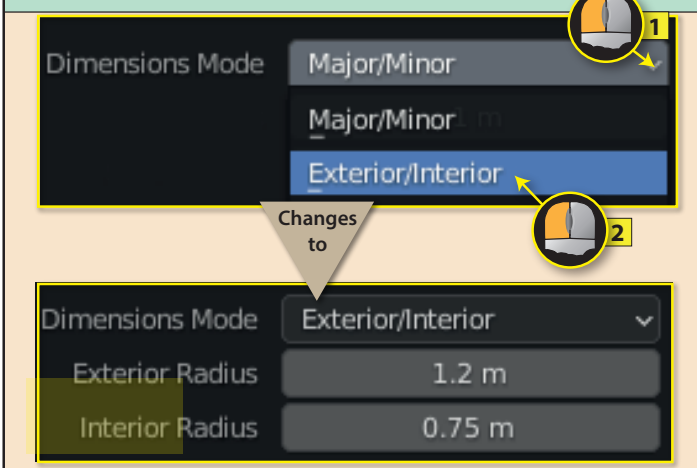 1
Dimensions Mode Major/Minor
Major/Minor
Exterior/Interior
Changes
to
2
Dimensions Mode Exterior/Interior
Exterior Radius 1.2 m
Interior Radius 0.75 m